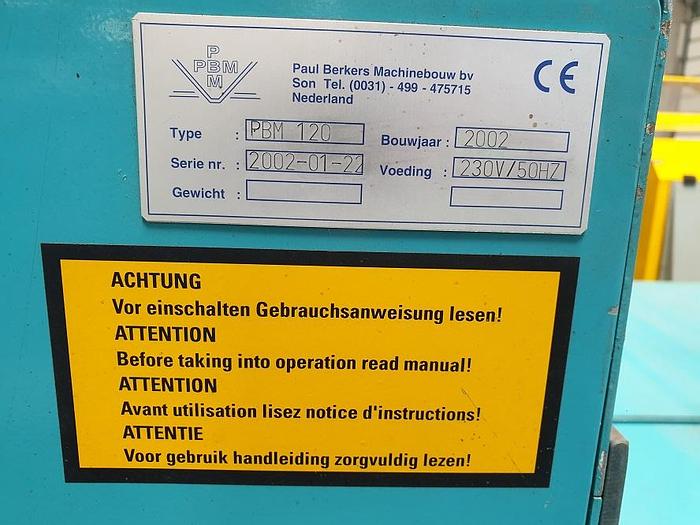 P
PBM
M
Paul Berkers Machinebouw bv
Son Tel. (0031) - 499 - 475715
Nederland
CE
Type : PBM 120
Bouwjaar : 2002
Serie nr. : 2002-01-22
Voeding : 230V/50HZ
Gewicht :
ACHTUNG
Vor einschalten Gebrauchsanweisung lesen!
ATTENTION
Before taking into operation read manual!
ATTENTION
Avant utilisation lisez notice d'instructions!
ATTENTIE
Voor gebruik handleiding zorgvuldig lezen!